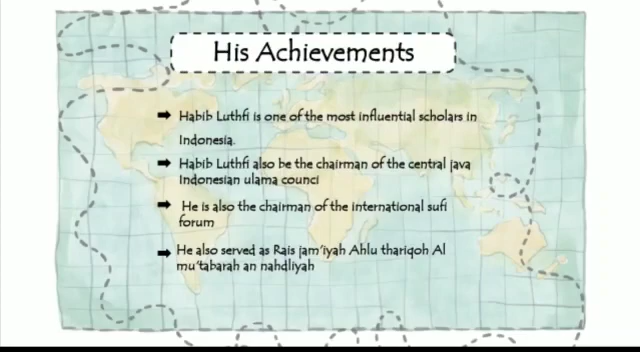 His Achievements
Habib Luthfi is one of the most influential scholars in
Indonesia.
Habib Luthfi also be the chairman of the central java
Indonesian ulama counci
He is also the chairman of the international sufi
forum
He also served as Rais jam'iyah Ahlu thariqoh Al
mu'tabarah an nahdliyah